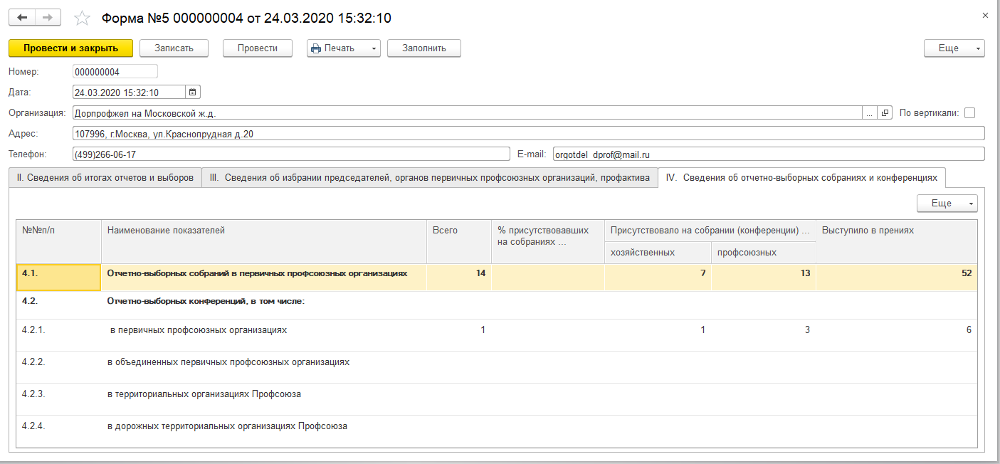 Форма №5 000000004 от 24.03.2020 15:32:10
Провести и закрыть Записать Провести Печать Заполнить Еще
Номер: 000000004
Дата: 24.03.2020 15:32:10
Организация: Дорпрофжел на Московской ж.д. ... По вертикали:
Адрес: 107996, г.Москва, ул.Краснопрудная д.20
Телефон: (499)266-06-17 E-mail: orgotdel_dprof@mail.ru
II. Сведения об итогах отчетов и выборов III. Сведения об избрании председателей, органов первичных профсоюзных организаций, профактива IV. Сведения об отчетно-выборных собраниях и конференциях
Еще
№№п/п Наименование показателей Всего % присутствовавших Присутствовало на собрании (конференции) ... Выступило в прениях
на собраниях ...
хозяйственных профсоюзных
4.1. Отчетно-выборных собраний в первичных профсоюзных организациях 14 7 13 52
4.2. Отчетно-выборных конференций, в том числе:
4.2.1. в первичных профсоюзных организациях 1 1 3 6
4.2.2. в объединенных первичных профсоюзных организациях
4.2.3. в территориальных организациях Профсоюза
4.2.4. в дорожных территориальных организациях Профсоюза